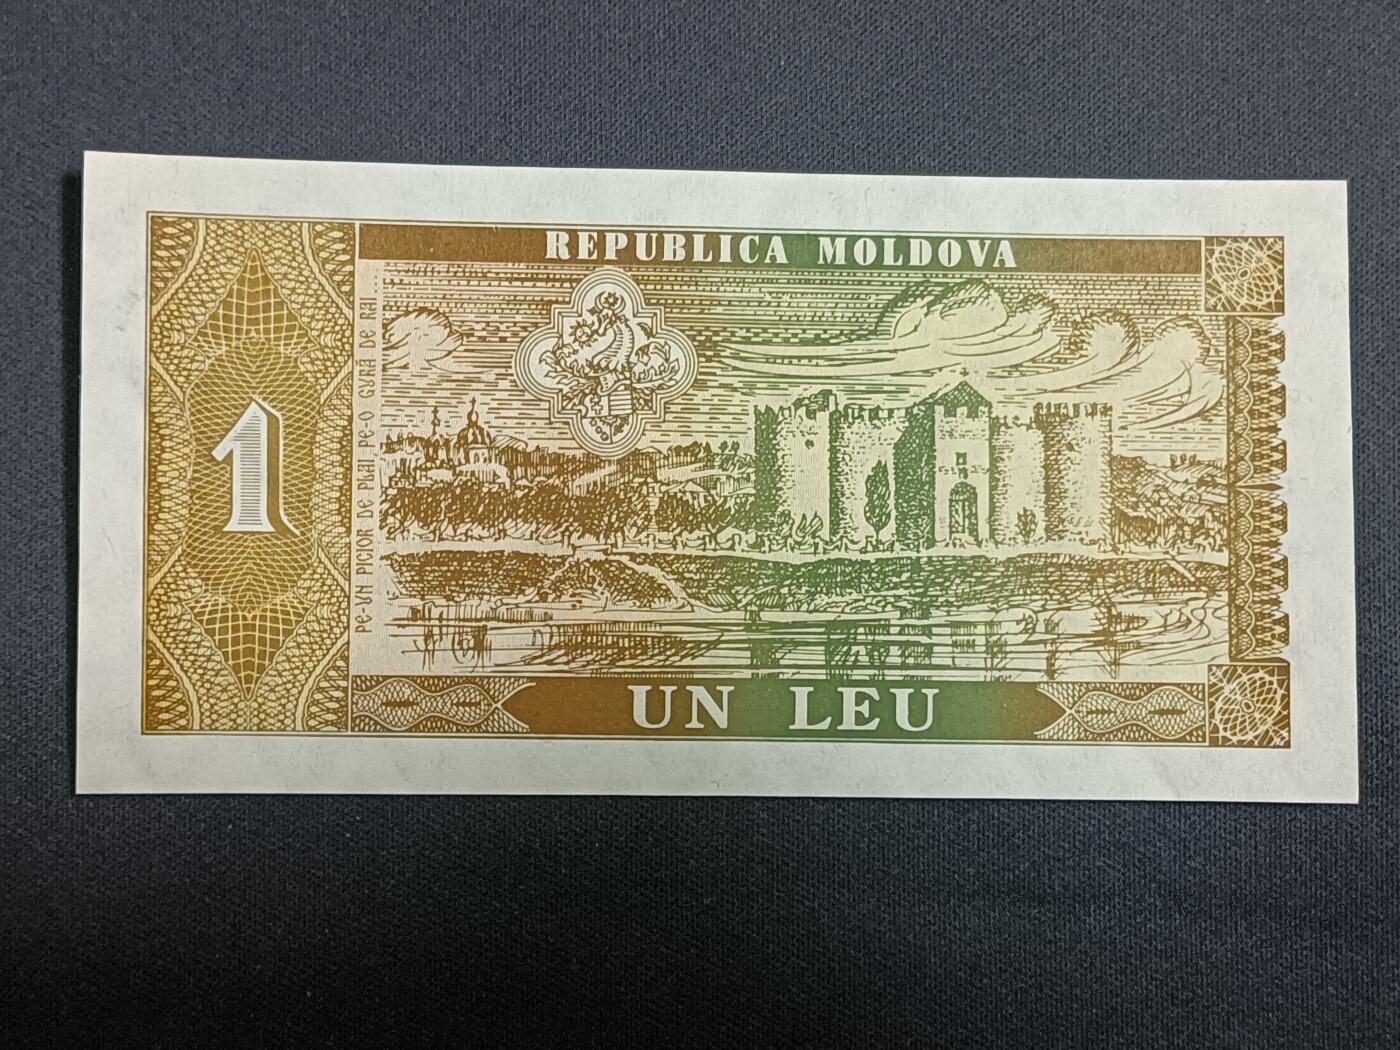 REPUBLICA MOLDOVA
1
PE-UN PICIOR DE PLAI PE-O GURĂ DE RAI...
UN LEU